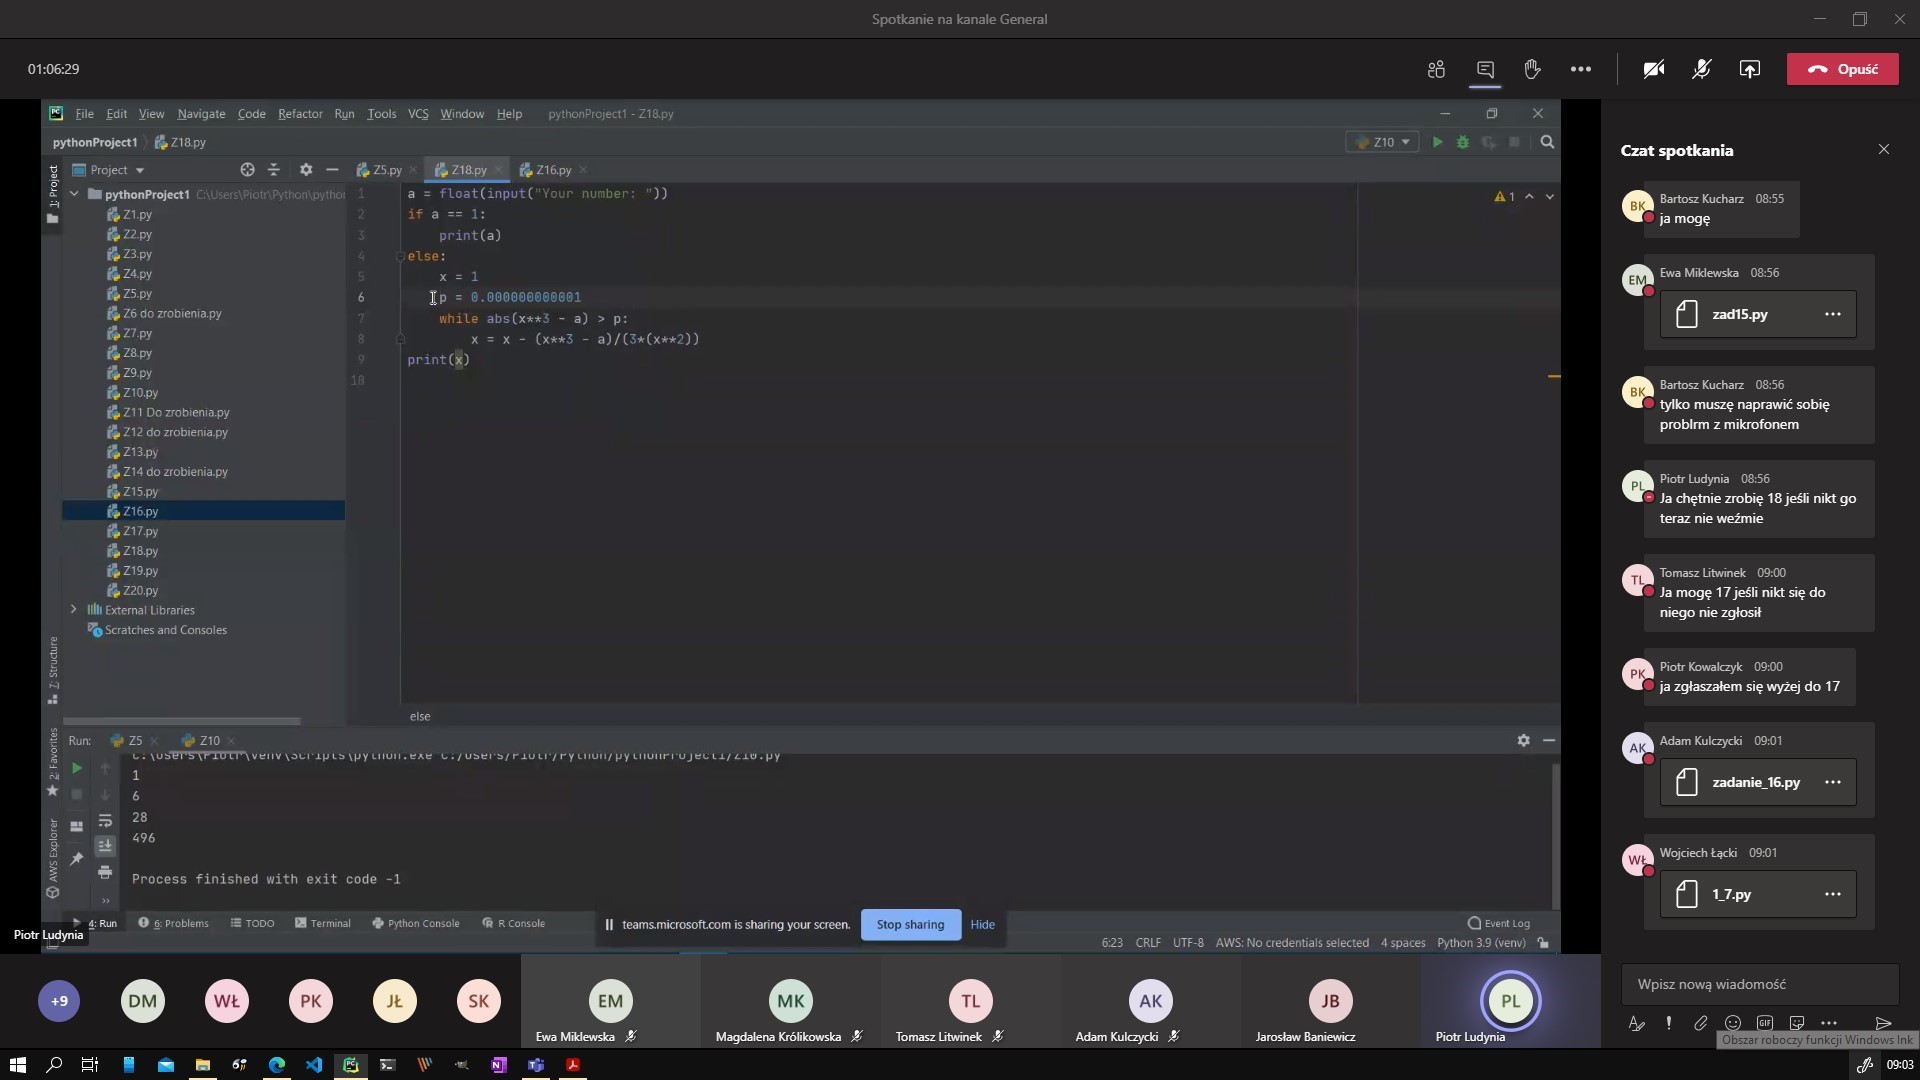 Spotkanie na kanale General
01:06:29
Opuść
File Edit View Navigate Code Refactor Run Tools VCS Window Help pythonProject1 - Z18.py
pythonProject1 Z18.py
Z10
Project
Z5.py
Z18.py
Z16.py
1: Project
pythonProject1 C:\Users\Piotr\Python\python
Z1.py
Z2.py
Z3.py
Z4.py
Z5.py
Z6 do zrobienia.py
Z7.py
Z8.py
Z9.py
Z10.py
Z11 Do zrobienia.py
Z12 do zrobienia.py
Z13.py
Z14 do zrobienia.py
Z15.py
Z16.py
Z17.py
Z18.py
Z19.py
Z20.py
External Libraries
Scratches and Consoles
7: Structure
2: Favorites
AWS Explorer
1 a = float(input("Your number: "))
2 if a == 1:
3 print(a)
4 else:
5 x = 1
6 p = 0.000000000001
7 while abs(x**3 - a) > p:
8 x = x - (x**3 - a)/(3*(x**2))
9 print(x)
10
1
else
Run: Z5 Z10
C:\Users\Piotr\venv\Scripts\python.exe C:/Users/Piotr/Python/pythonProject1/Z10.py
1
6
28
496
Process finished with exit code -1
4: Run 6: Problems TODO Terminal Python Console R Console
teams.microsoft.com is sharing your screen. Stop sharing Hide
Event Log
6:23 CRLF UTF-8 AWS: No credentials selected 4 spaces Python 3.9 (venv)
Piotr Ludynia
Czat spotkania
BK
Bartosz Kucharz 08:55
ja mogę
EM
Ewa Miklewska 08:56
zad15.py
BK
Bartosz Kucharz 08:56
tylko muszę naprawić sobię
problrm z mikrofonem
PL
Piotr Ludynia 08:56
Ja chętnie zrobię 18 jeśli nikt go
teraz nie weźmie
TL
Tomasz Litwinek 09:00
Ja mogę 17 jeśli nikt się do
niego nie zgłosił
PK
Piotr Kowalczyk 09:00
ja zgłaszałem się wyżej do 17
AK
Adam Kulczycki 09:01
zadanie_16.py
WŁ
Wojciech Łącki 09:01
1_7.py
Wpisz nową wiadomość
GIF
Obszar roboczy funkcji Windows Ink
+9 DM WŁ PK JŁ SK EM MK TL AK JB PL
Ewa Miklewska
Magdalena Królikowska
Tomasz Litwinek
Adam Kulczycki
Jarosław Baniewicz
Piotr Ludynia
09:03